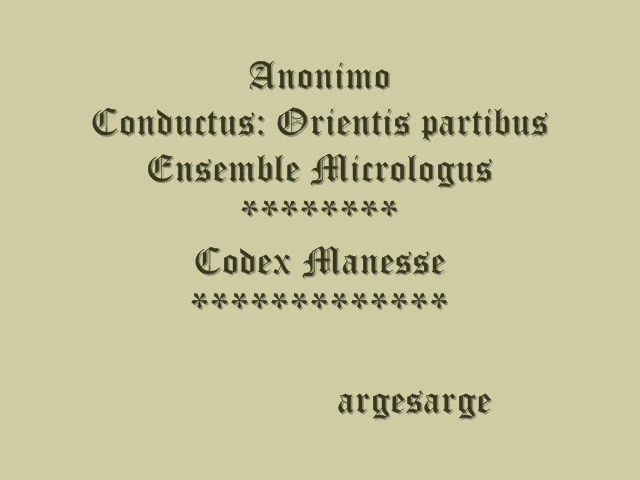 Anonimo
Conductus: Orientis partibus
Ensemble Micrologus
********
Codex Manesse
*************
argesarge